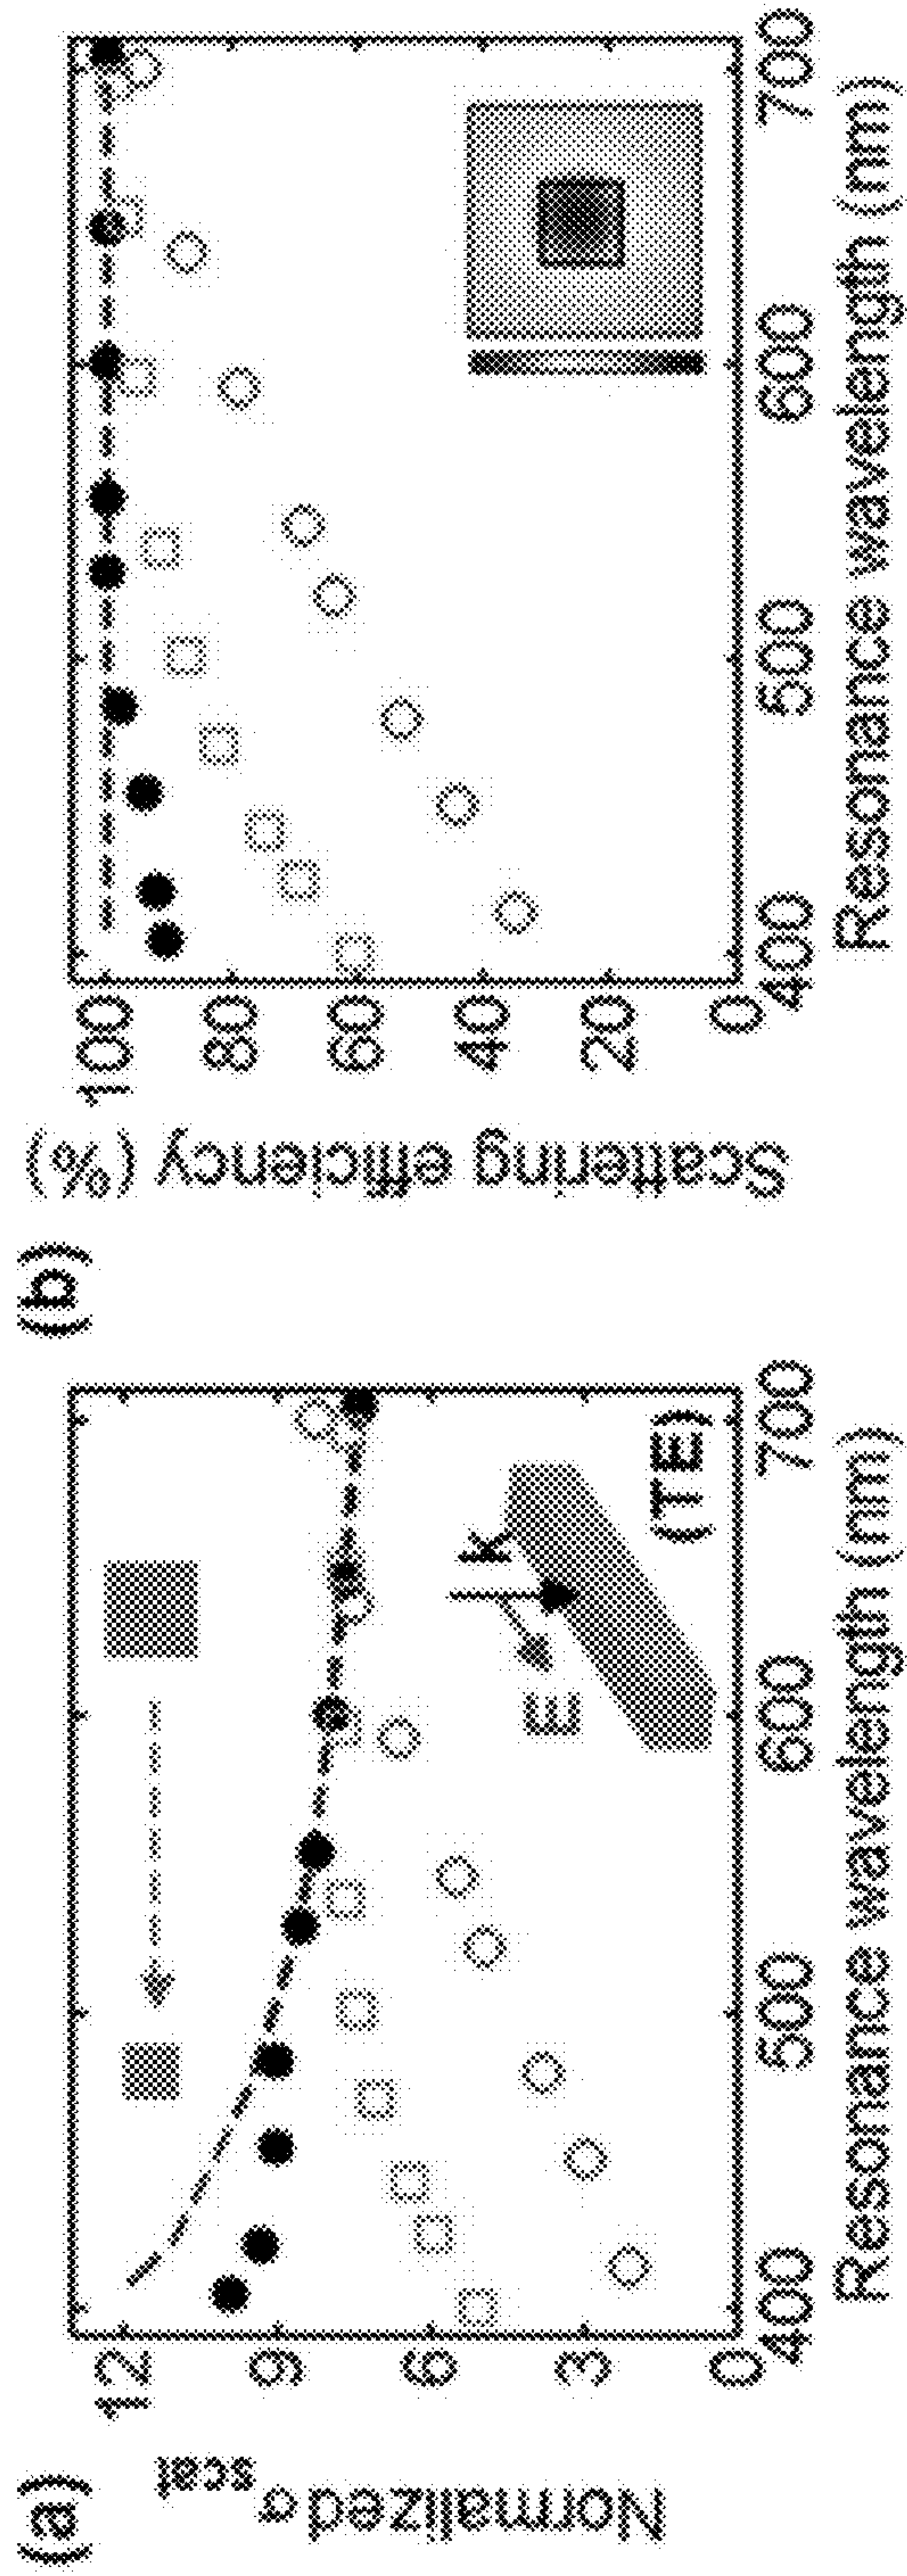 (a)
Normalized σscat
12
9
6
3
0
400
500
600
700
Resonance wavelength (nm)
E
k
(TE)
(b)
Scattering efficiency (%)
100
80
60
40
20
0
400
500
600
700
Resonance wavelength (nm)